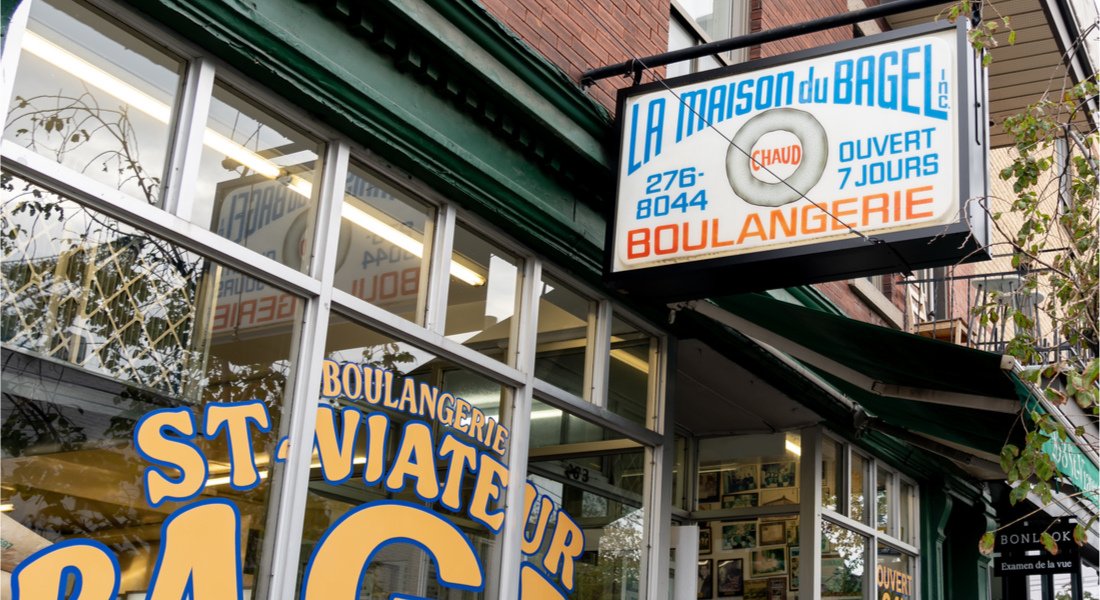 LA MAISON du BAGEL INC.
CHAUD
276-
8044
OUVERT
7 JOURS
BOULANGERIE
BOULANGERIE
ST-VIATEUR
BAGE
263
OUVERT
BONLOOK
Examen de la vue